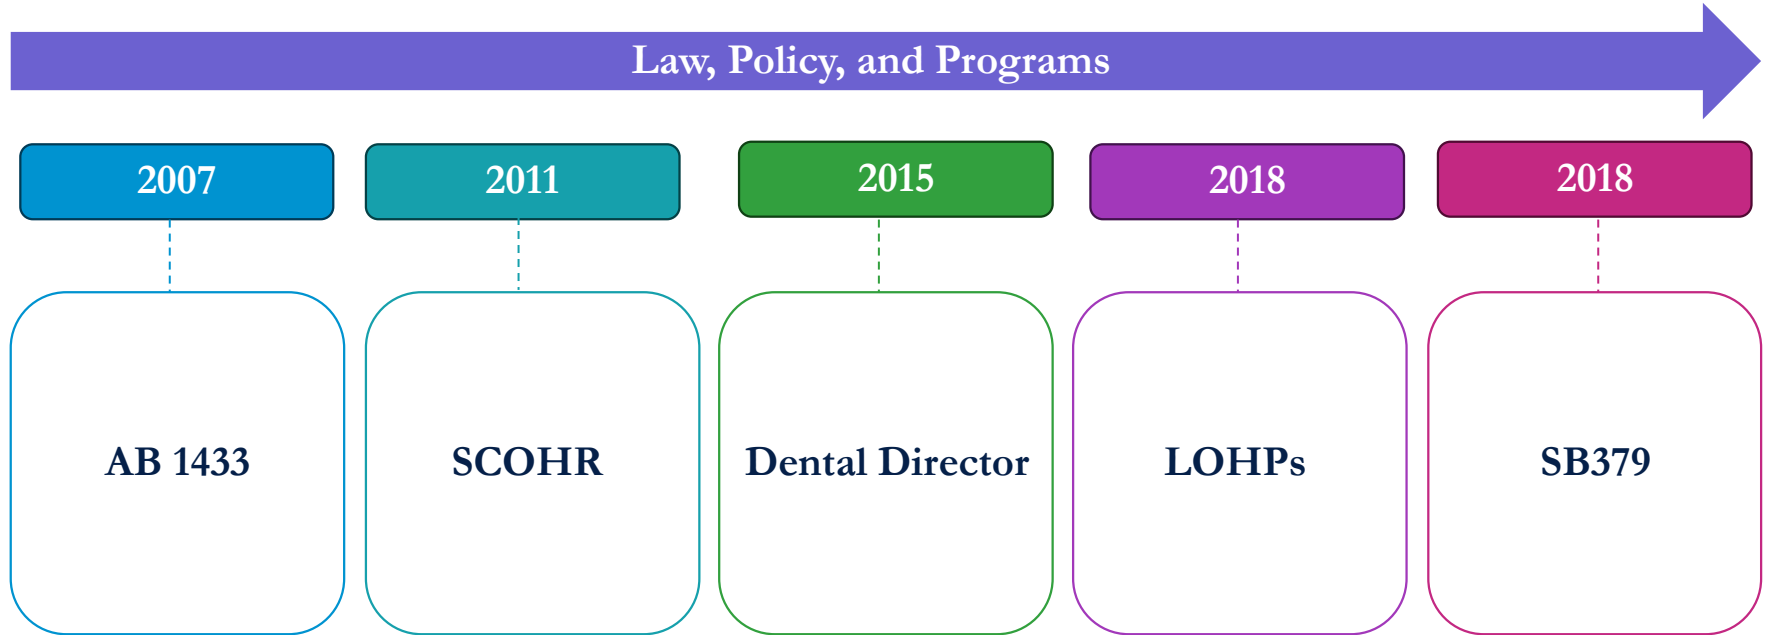 Law, Policy, and Programs
2007
2011
2015
2018
2018
AB 1433
SCOHR
Dental Director
LOHPs
SB379